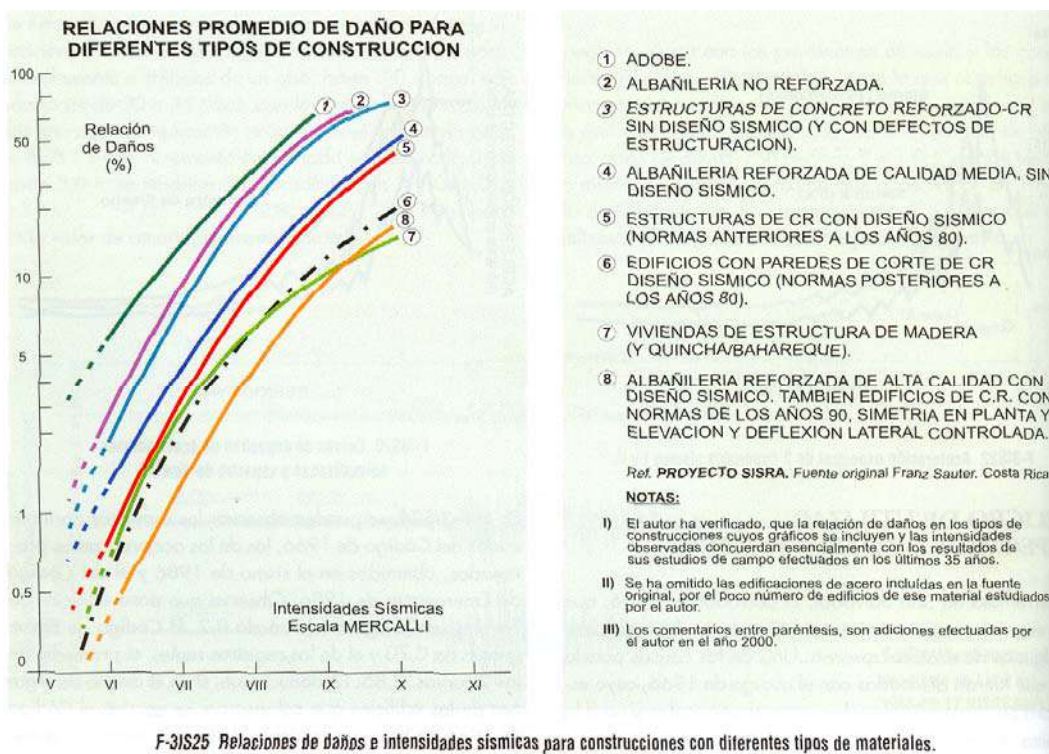 RELACIONES PROMEDIO DE DAÑO PARA
DIFERENTES TIPOS DE CONSTRUCCION
100
50
10
5
1
0.5
0
Relación
de Daños
(%)
1
2
3
4
5
6
8
7
Intensidades Sísmicas
Escala MERCALLI
V
VI
VII
VIII
IX
X
XI
1 ADOBE.
2 ALBAÑILERIA NO REFORZADA.
3 ESTRUCTURAS DE CONCRETO REFORZADO-CR
SIN DISEÑO SISMICO (Y CON DEFECTOS DE
ESTRUCTURACION).
4 ALBAÑILERIA REFORZADA DE CALIDAD MEDIA, SIN
DISEÑO SISMICO.
5 ESTRUCTURAS DE CR CON DISEÑO SISMICO
(NORMAS ANTERIORES A LOS AÑOS 80).
6 EDIFICIOS CON PAREDES DE CORTE DE CR
DISEÑO SISMICO (NORMAS POSTERIORES A
LOS AÑOS 80).
7 VIVIENDAS DE ESTRUCTURA DE MADERA
(Y QUINCHA/BAHAREQUE).
8 ALBAÑILERIA REFORZADA DE ALTA CALIDAD CON
DISEÑO SISMICO. TAMBIEN EDIFICIOS DE C.R. CON
NORMAS DE LOS AÑOS 90, SIMETRIA EN PLANTA Y
ELEVACION Y DEFLEXION LATERAL CONTROLADA.
Ref. PROYECTO SISRA. Fuente original Franz Sauter. Costa Rica
NOTAS:
I) El autor ha verificado, que la relación de daños en los tipos de
construcciones cuyos gráficos se incluyen y las intensidades
observadas concuerdan esencialmente con los resultados de
sus estudios de campo efectuados en los últimos 35 años.
II) Se ha omitido las edificaciones de acero incluídas en la fuente
original, por el poco número de edificios de ese material estudiados
por el autor.
III) Los comentarios entre paréntesis, son adiciones efectuadas por
el autor en el año 2000.
F-3IS25 Relaciones de daños e intensidades sísmicas para construcciones con diferentes tipos de materiales.